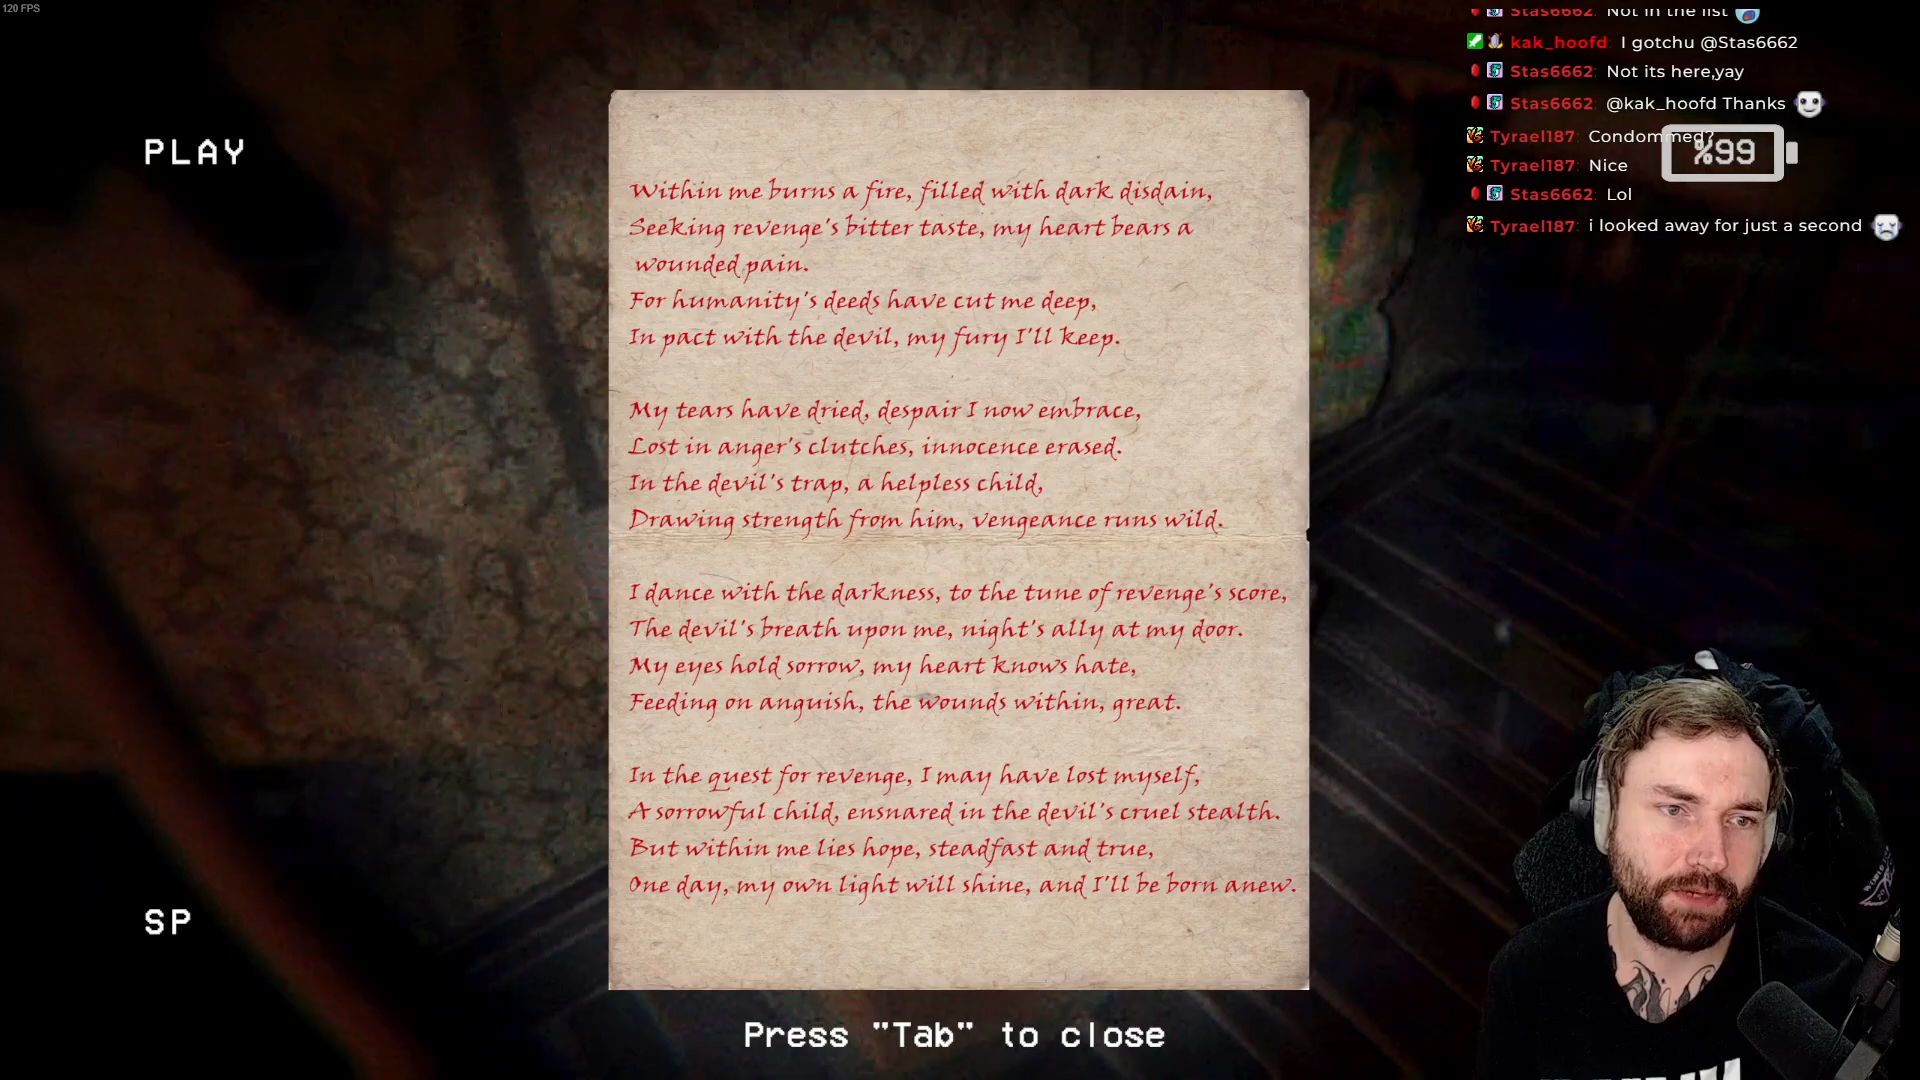 120 FPS
PLAY
SP
%99
Stas6662: Not in the list
kak_hoofd: I gotchu @Stas6662
Stas6662: Not its here,yay
Stas6662: @kak_hoofd Thanks
Tyrael187: Condommed?
Tyrael187: Nice
Stas6662: Lol
Tyrael187: i looked away for just a second
Within me burns a fire, filled with dark disdain,
Seeking revenge's bitter taste, my heart bears a
wounded pain.
For humanity's deeds have cut me deep,
In pact with the devil, my fury I'll keep.
My tears have dried, despair I now embrace,
Lost in anger's clutches, innocence erased.
In the devil's trap, a helpless child,
Drawing strength from him, vengeance runs wild.
I dance with the darkness, to the tune of revenge's score,
The devil's breath upon me, night's ally at my door.
My eyes hold sorrow, my heart knows hate,
Feeding on anguish, the wounds within, great.
In the quest for revenge, I may have lost myself,
A sorrowful child, ensnared in the devil's cruel stealth.
But within me lies hope, steadfast and true,
One day, my own light will shine, and I'll be born anew.
Press "Tab" to close